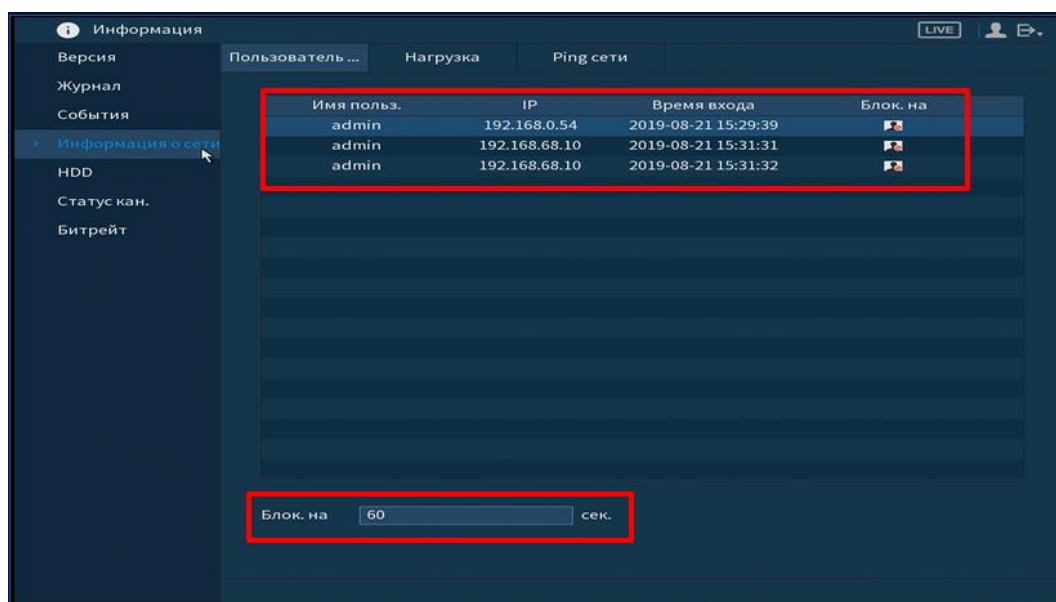 Информация LIVE
Версия
Журнал
События
Информация о сети
HDD
Статус кан.
Битрейт
Пользователь ... Нагрузка Ping сети
Имя польз. IP Время входа Блок. на
admin 192.168.0.54 2019-08-21 15:29:39
admin 192.168.68.10 2019-08-21 15:31:31
admin 192.168.68.10 2019-08-21 15:31:32
Блок. на 60 сек.